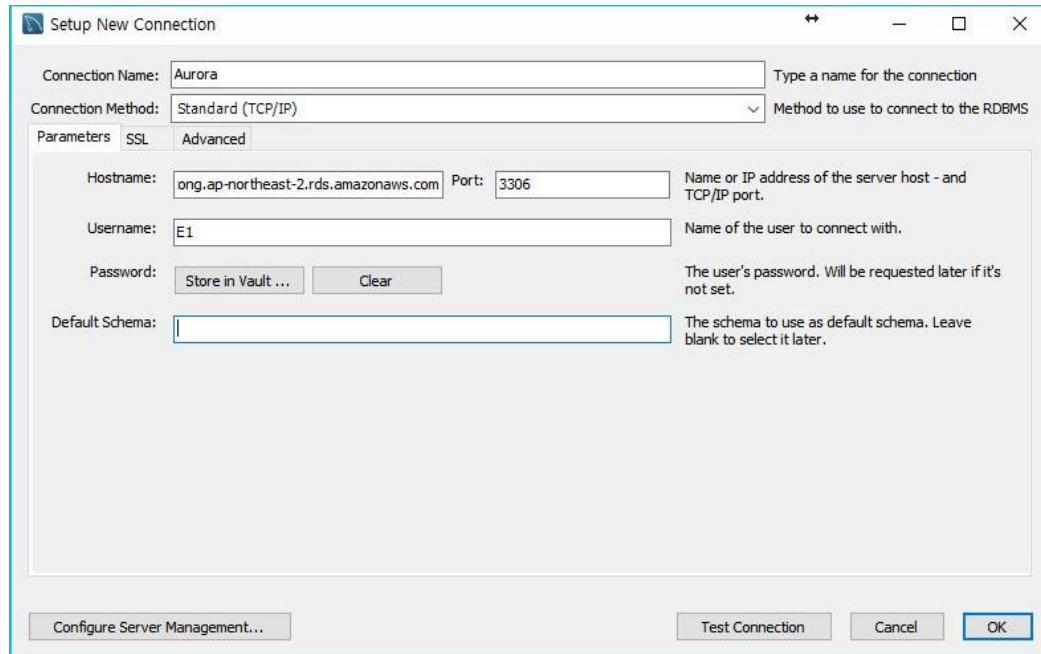 Setup New Connection
Connection Name: Aurora Type a name for the connection
Connection Method: Standard (TCP/IP) Method to use to connect to the RDBMS
Parameters SSL Advanced
Hostname: ong.ap-northeast-2.rds.amazonaws.com Port: 3306 Name or IP address of the server host - and
TCP/IP port.
Username: E1 Name of the user to connect with.
Password: Store in Vault ... Clear The user's password. Will be requested later if it's
not set.
Default Schema: The schema to use as default schema. Leave
blank to select it later.
Configure Server Management... Test Connection Cancel OK